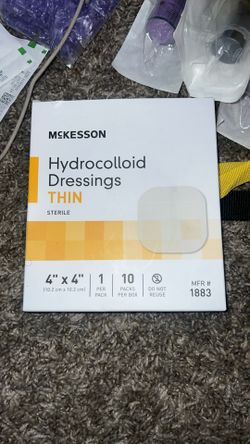 McKESSON
Hydrocolloid
Dressings
THIN
STERILE
4" x 4"
(10.2 cm x 10.2 cm)
1
PER
PACK
10
PACKS
PER BOX
DO NOT
REUSE
MFR #
1883